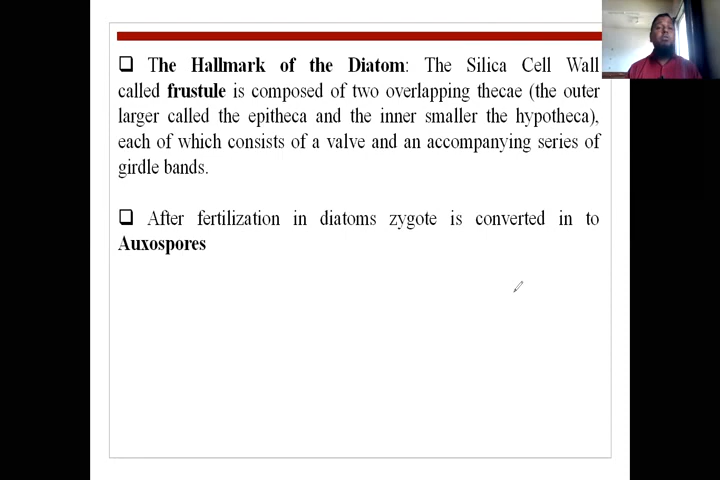 The Hallmark of the Diatom: The Silica Cell Wall
called frustule is composed of two overlapping thecae (the outer
larger called the epitheca and the inner smaller the hypotheca),
each of which consists of a valve and an accompanying series of
girdle bands.
After fertilization in diatoms zygote is converted in to
Auxospores